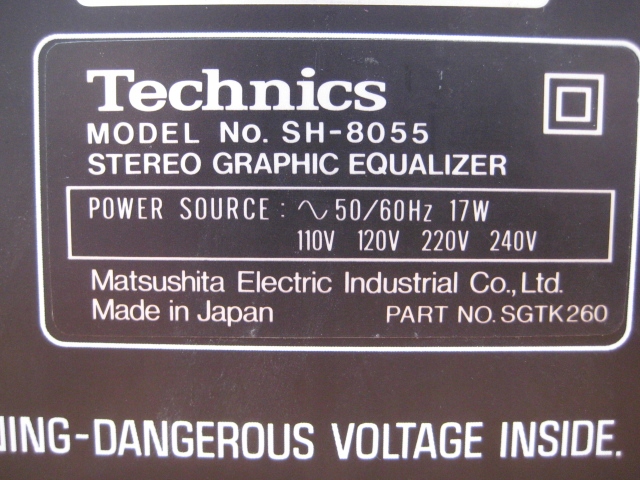 Technics
MODEL No. SH-8055
STEREO GRAPHIC EQUALIZER
POWER SOURCE : ∿ 50/60Hz 17W
110V 120V 220V 240V
Matsushita Electric Industrial Co., Ltd.
Made in Japan PART NO. SGTK260
NING-DANGEROUS VOLTAGE INSIDE.